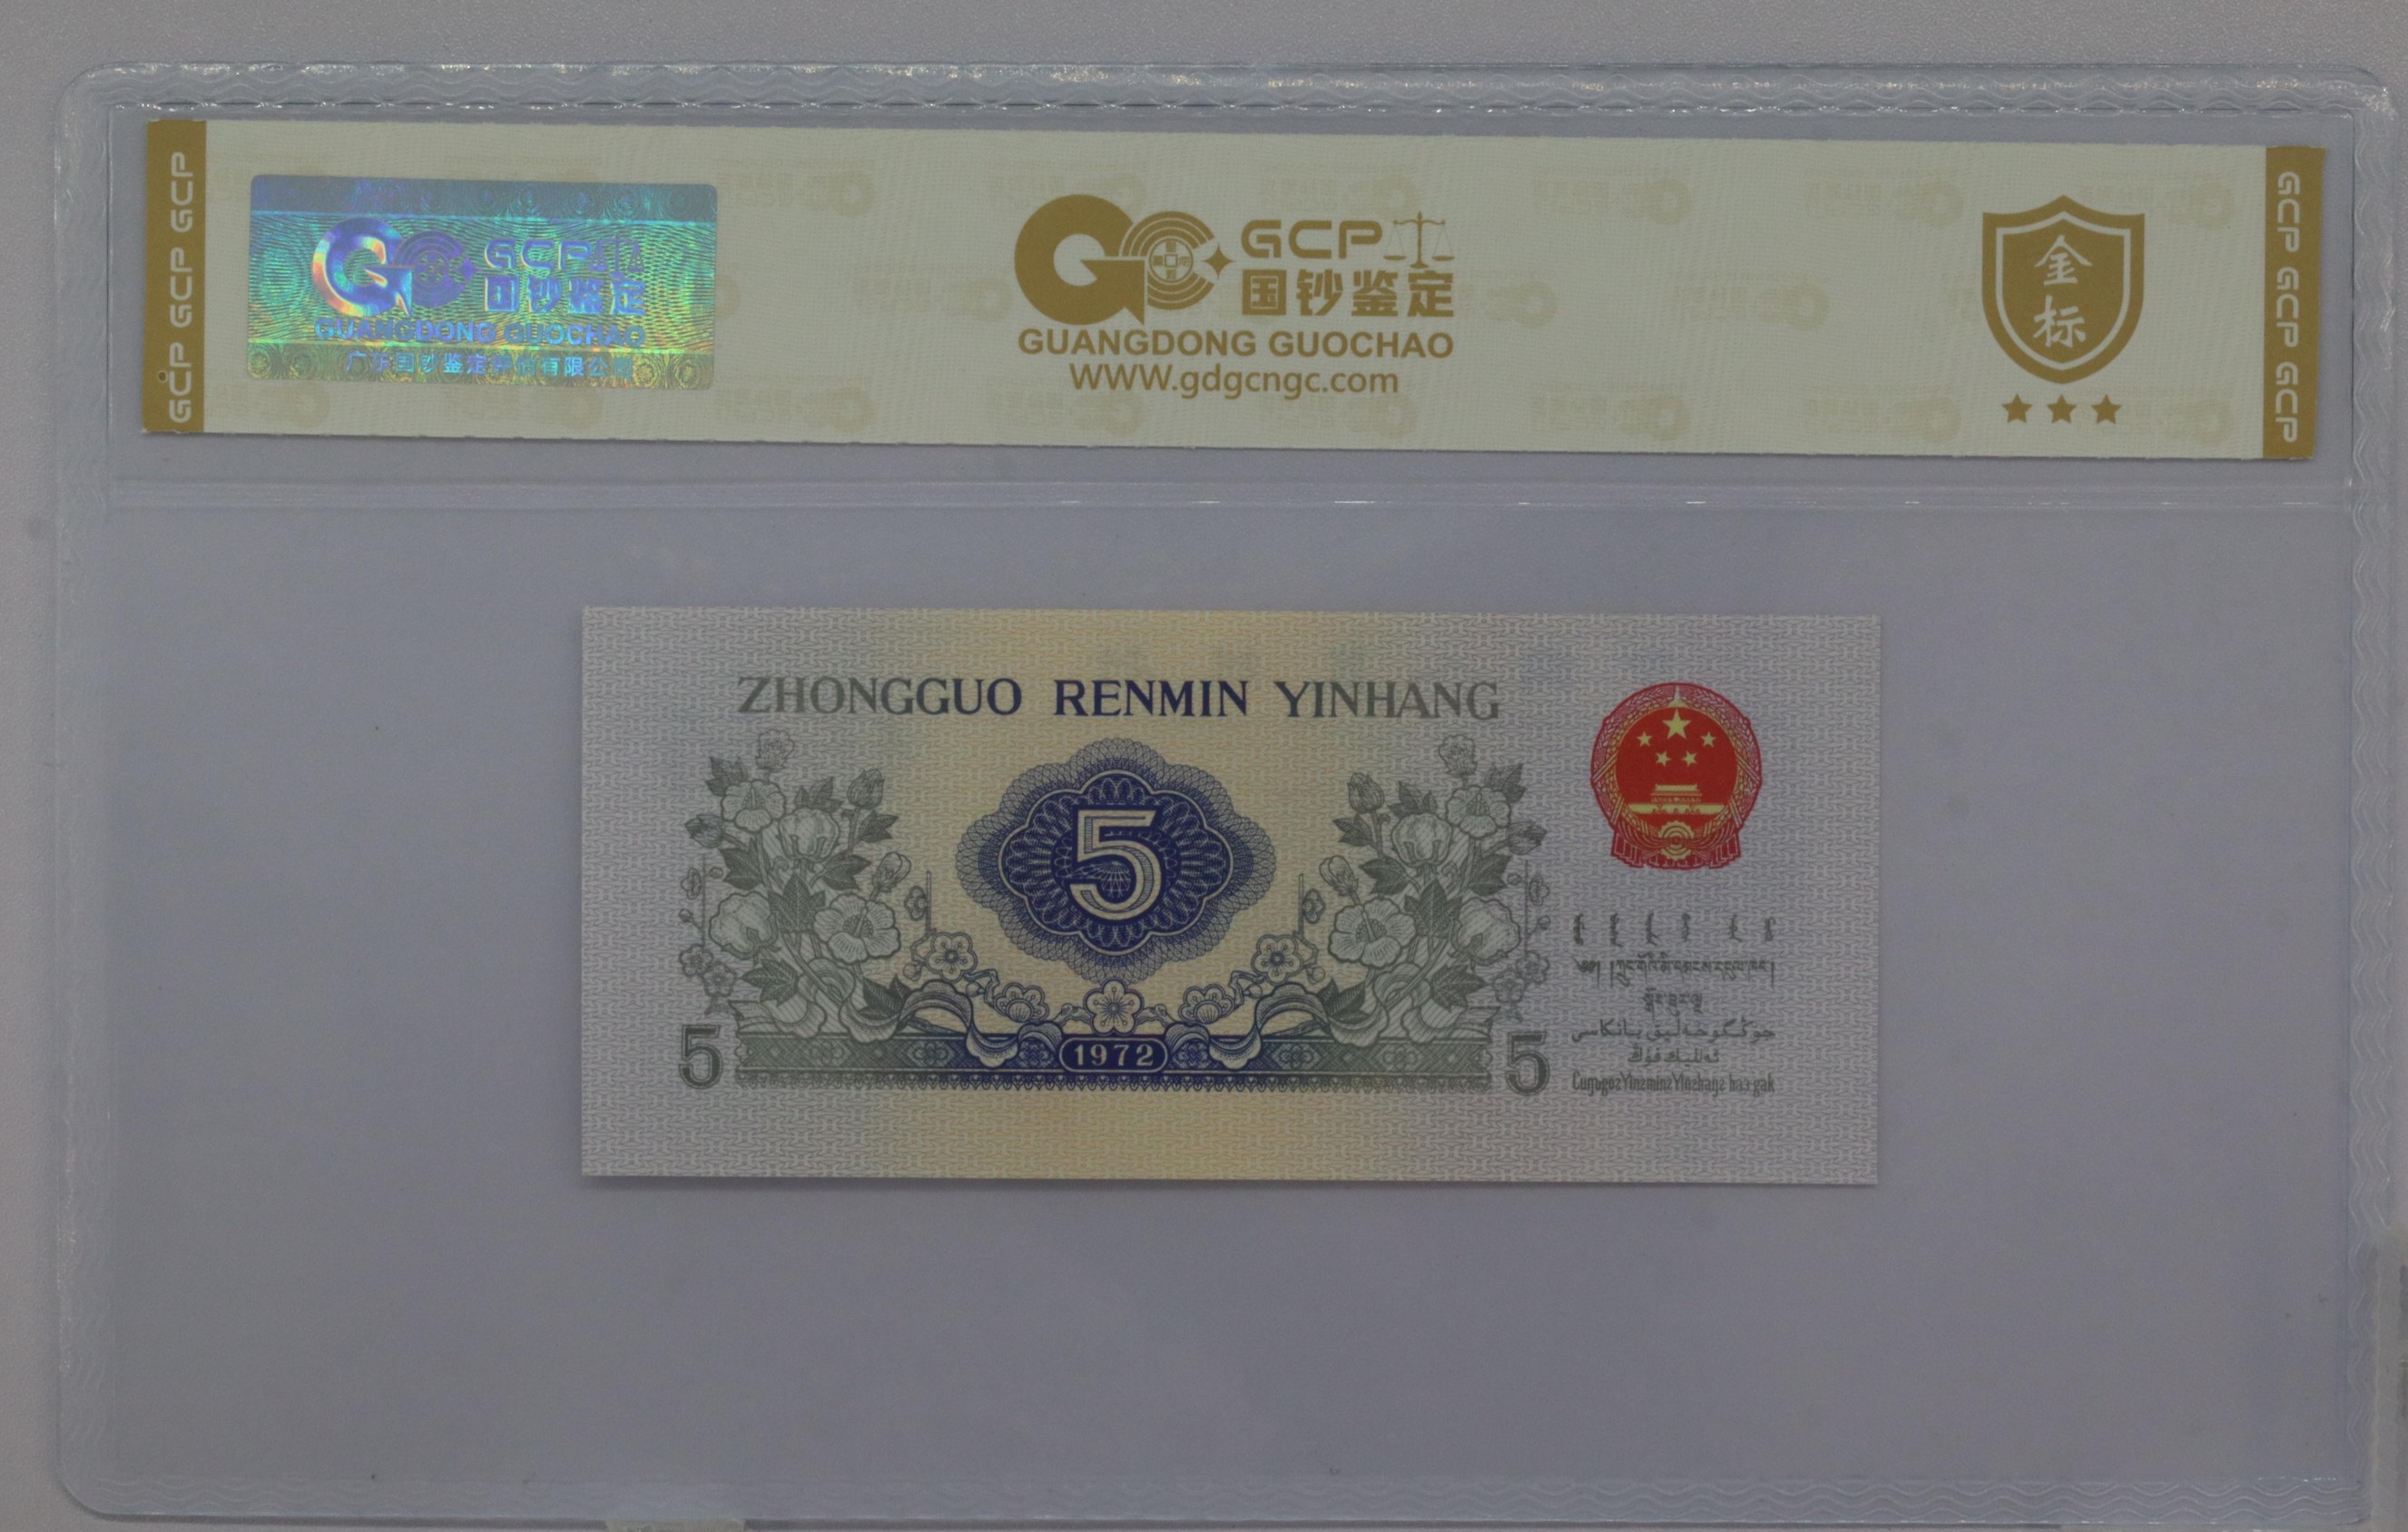 GCP GCP GCP
GCP
国钞鉴定
GUANGDONG GUOCHAO
广东国钞鉴定评估有限公司
GCP
国钞鉴定
GUANGDONG GUOCHAO
WWW.gdgcngc.com
金
标
GCP GCP GCP
ZHONGGUO RENMIN YINHANG
5
1972
5
5